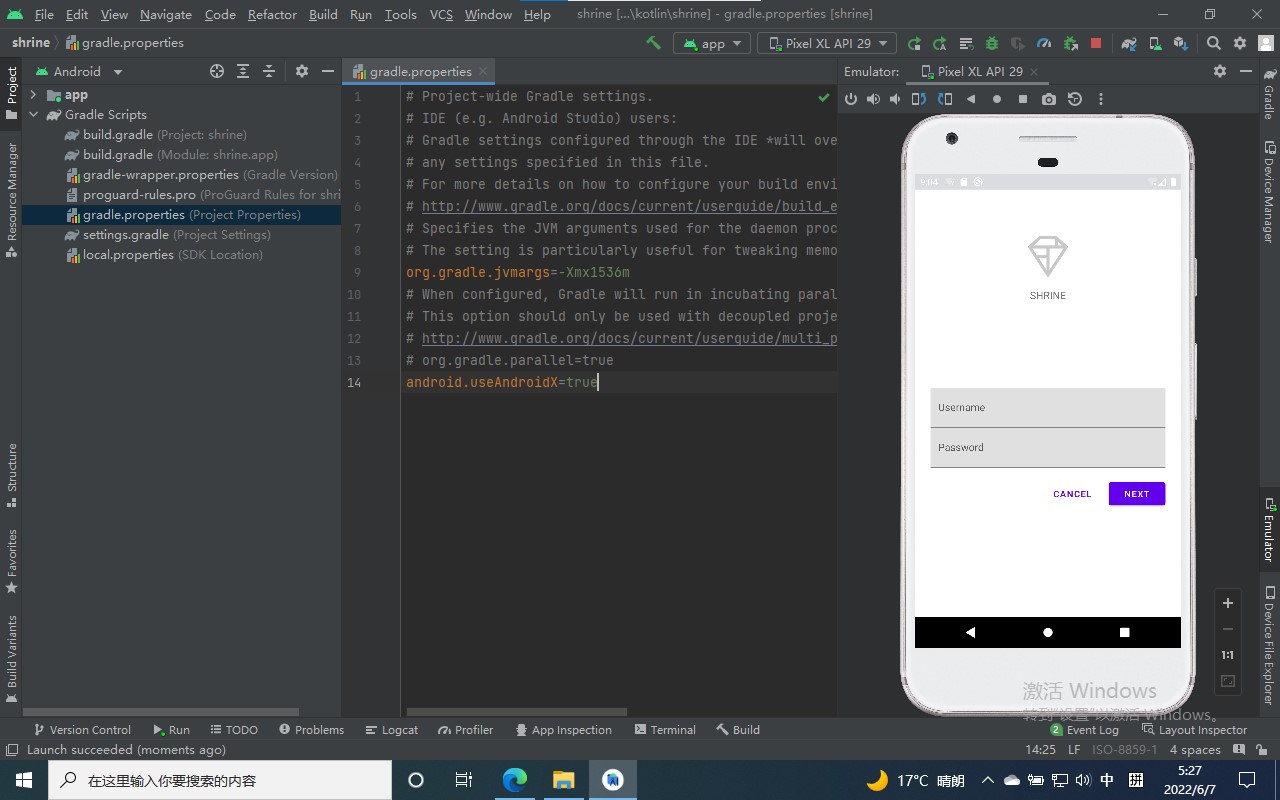 File Edit View Navigate Code Refactor Build Run Tools VCS Window Help shrine [...\kotlin\shrine] - gradle.properties [shrine]
shrine gradle.properties
app Pixel XL API 29
Project
Resource Manager
Structure
Favorites
Build Variants
Android
app
Gradle Scripts
build.gradle (Project: shrine)
build.gradle (Module: shrine.app)
gradle-wrapper.properties (Gradle Version)
proguard-rules.pro (ProGuard Rules for shri
gradle.properties (Project Properties)
settings.gradle (Project Settings)
local.properties (SDK Location)
gradle.properties
1 # Project-wide Gradle settings.
2 # IDE (e.g. Android Studio) users:
3 # Gradle settings configured through the IDE *will ove
4 # any settings specified in this file.
5 # For more details on how to configure your build envi
6 # http://www.gradle.org/docs/current/userguide/build_e
7 # Specifies the JVM arguments used for the daemon proc
8 # The setting is particularly useful for tweaking memo
9 org.gradle.jvmargs=-Xmx1536m
10 # When configured, Gradle will run in incubating paral
11 # This option should only be used with decoupled proje
12 # http://www.gradle.org/docs/current/userguide/multi_p
13 # org.gradle.parallel=true
14 android.useAndroidX=true
Emulator: Pixel XL API 29
9:04
SHRINE
Username
Password
CANCEL NEXT
1:1
激活 Windows
转到"设置"以激活 Windows。
Gradle
Device Manager
Emulator
Device File Explorer
Version Control Run TODO Problems Logcat Profiler App Inspection Terminal Build 2 Event Log Layout Inspector
Launch succeeded (moments ago) 14:25 LF ISO-8859-1 4 spaces
在这里输入你要搜索的内容
17°C 晴朗
中 拼
5:27
2022/6/7